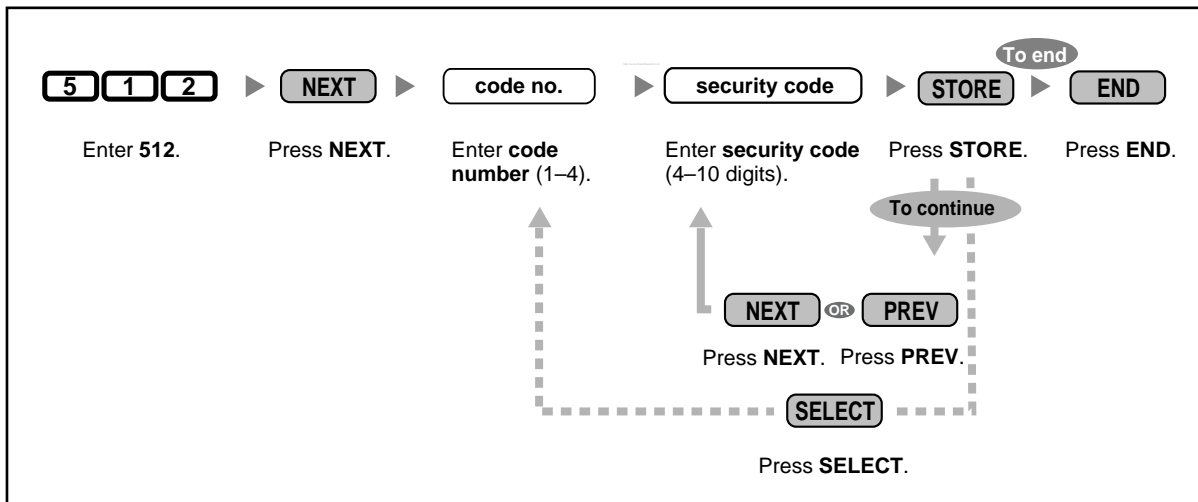 To end
5 1 2 NEXT code no. security code STORE END
Enter 512. Press NEXT. Enter code number (1–4). Enter security code (4–10 digits). Press STORE. Press END.
To continue
NEXT OR PREV
Press NEXT. Press PREV.
SELECT
Press SELECT.